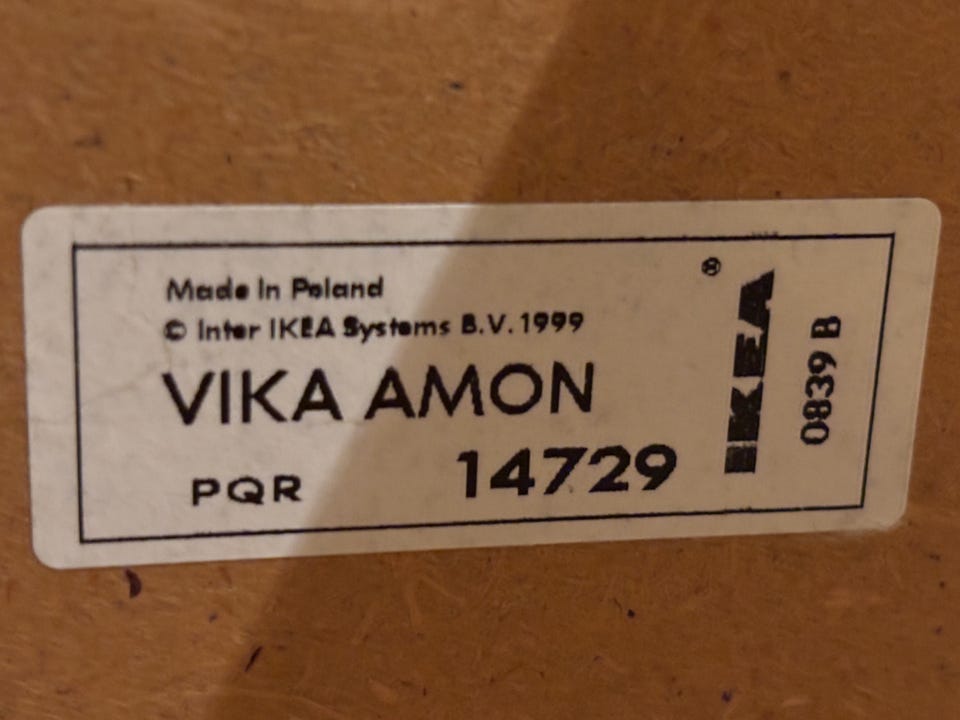 Made in Poland
© Inter IKEA Systems B.V. 1999
VIKA AMON
PQR 14729
IKEA®
0839 B